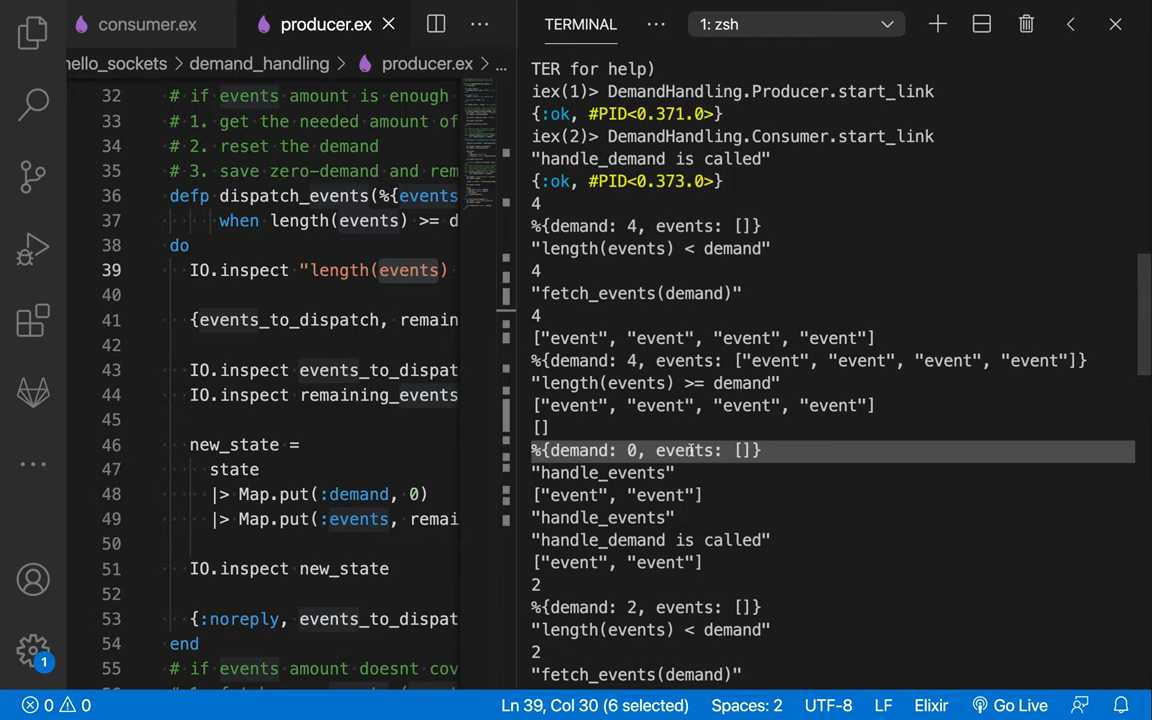 consumer.ex
producer.ex
TERMINAL
1: zsh
hello_sockets > demand_handling > producer.ex > ...
32 # if events amount is enough
33 # 1. get the needed amount of
34 # 2. reset the demand
35 # 3. save zero-demand and rem
36 defp dispatch_events(%{events
37 when length(events) >= d
38 do
39 IO.inspect "length(events)
40
41 {events_to_dispatch, remain
42
43 IO.inspect events_to_dispat
44 IO.inspect remaining_events
45
46 new_state =
47 state
48 |> Map.put(:demand, 0)
49 |> Map.put(:events, remai
50
51 IO.inspect new_state
52
53 {:noreply, events_to_dispat
54 end
55 # if events amount doesnt cov
TER for help)
iex(1)> DemandHandling.Producer.start_link
{:ok, #PID<0.371.0>}
iex(2)> DemandHandling.Consumer.start_link
"handle_demand is called"
{:ok, #PID<0.373.0>}
4
%{demand: 4, events: []}
"length(events) < demand"
4
"fetch_events(demand)"
4
["event", "event", "event", "event"]
%{demand: 4, events: ["event", "event", "event", "event"]}
"length(events) >= demand"
["event", "event", "event", "event"]
[]
%{demand: 0, events: []}
"handle_events"
["event", "event"]
"handle_events"
"handle_demand is called"
["event", "event"]
2
%{demand: 2, events: []}
"length(events) < demand"
2
"fetch_events(demand)"
1
0 0
Ln 39, Col 30 (6 selected)
Spaces: 2
UTF-8
LF
Elixir
Go Live